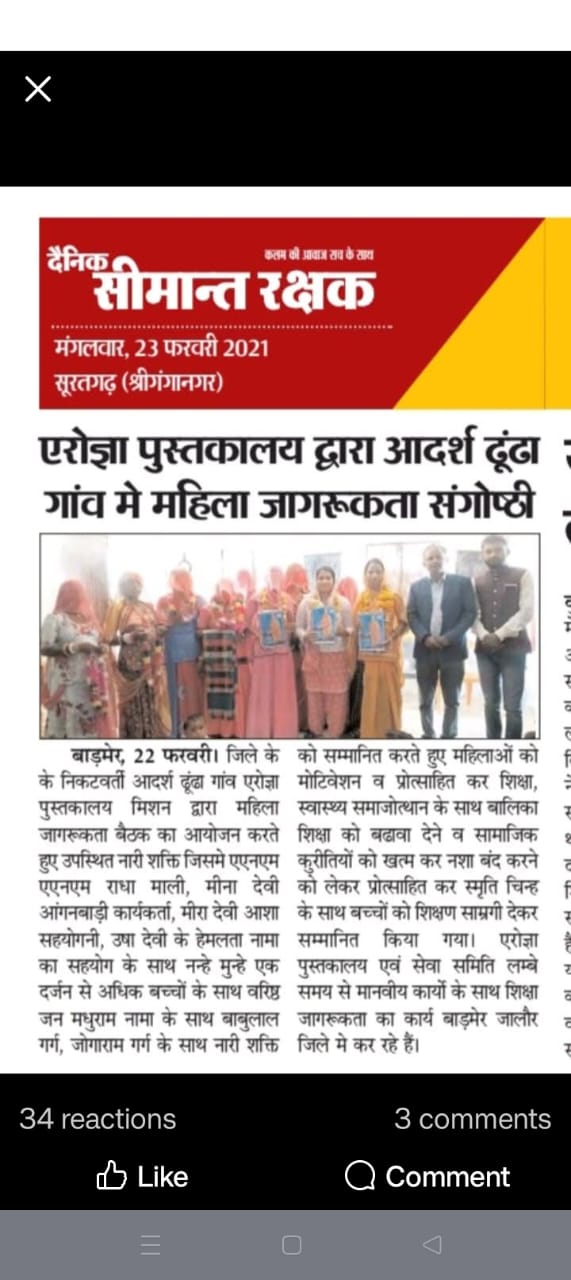 दैनिक
कलम की आवाज सच के साथ
सीमान्त रक्षक
मंगलवार, 23 फरवरी 2021
सूरतगढ़ (श्रीगंगानगर)
एरोज्ञा पुस्तकालय द्वारा आदर्श ढूंढा
गांव मे महिला जागरूकता संगोष्ठी
बाड़मेर, 22 फरवरी। जिले के
के निकटवर्ती आदर्श ढूंढा गांव एरोज्ञा
पुस्तकालय मिशन द्वारा महिला
जागरूकता बैठक का आयोजन करते
हुए उपस्थित नारी शक्ति जिसमे एएनएम
एएनएम राधा माली, मीना देवी
आंगनबाड़ी कार्यकर्ता, मीरा देवी आशा
सहयोगनी, उषा देवी के हेमलता नामा
का सहयोग के साथ नन्हे मुन्हे एक
दर्जन से अधिक बच्चों के साथ वरिष्ठ
जन मधुराम नामा के साथ बाबुलाल
गर्ग, जोगाराम गर्ग के साथ नारी शक्ति
को सम्मानित करते हुए महिलाओं को
मोटिवेशन व प्रोत्साहित कर शिक्षा,
स्वास्थ्य समाजोत्थान के साथ बालिका
शिक्षा को बढावा देने व सामाजिक
कुरीतियों को खत्म कर नशा बंद करने
को लेकर प्रोत्साहित कर स्मृति चिन्ह
के साथ बच्चों को शिक्षण साम्रगी देकर
सम्मानित किया गया। एरोज्ञा
पुस्तकालय एवं सेवा समिति लम्बे
समय से मानवीय कार्यो के साथ शिक्षा
जागरूकता का कार्य बाड़मेर जालौर
जिले मे कर रहे हैं।
34 reactions
3 comments
Like
Comment